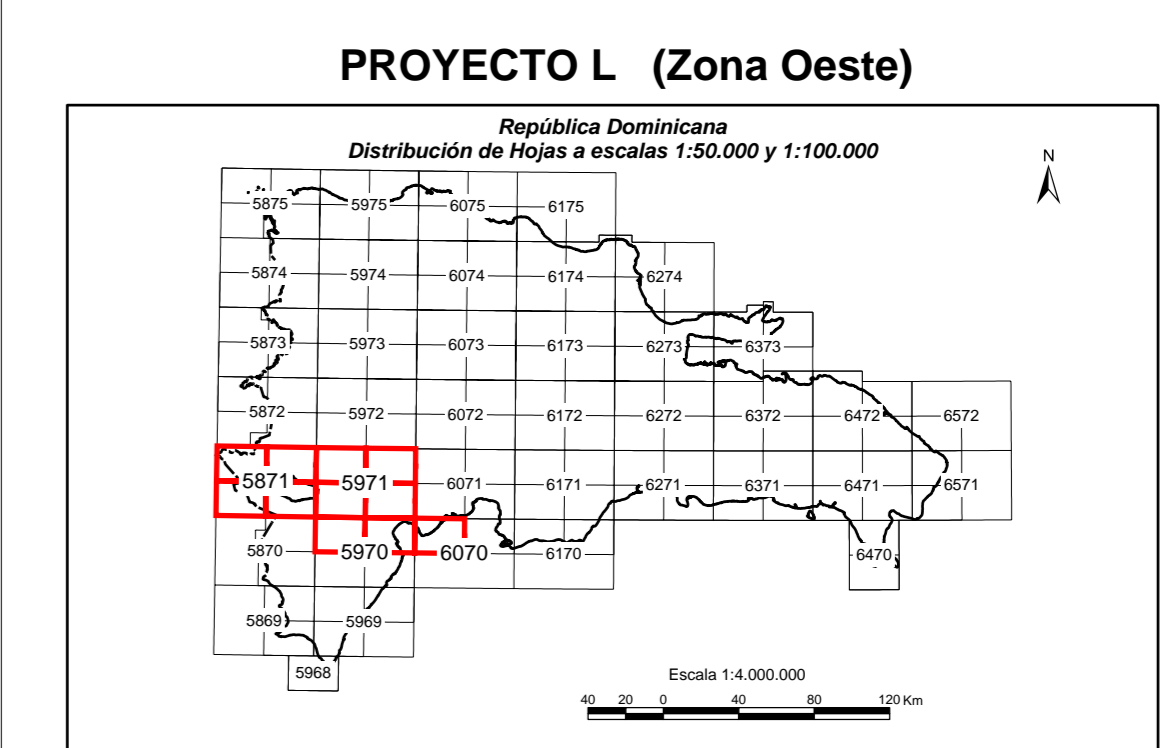 PROYECTO L (Zona Oeste)
República Dominicana
Distribución de Hojas a escalas 1:50.000 y 1:100.000
N
5875 5975 6075 6175
5874 5974 6074 6174 6274
5873 5973 6073 6173 6273 6373
5872 5972 6072 6172 6272 6372 6472 6572
5871 5971 6071 6171 6271 6371 6471 6571
5870 5970 6070 6170 6470
5869 5969
5968
Escala 1:4.000.000
40 20 0 40 80 120 Km